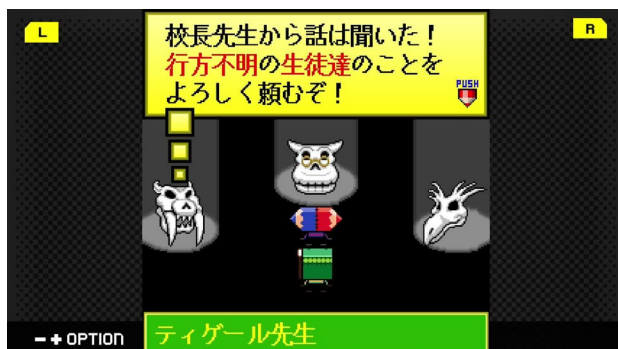 L
R
校長先生から話は聞いた！
行方不明の生徒達のことを
よろしく頼むぞ！
PUSH
ティゲール先生
-+ OPTION